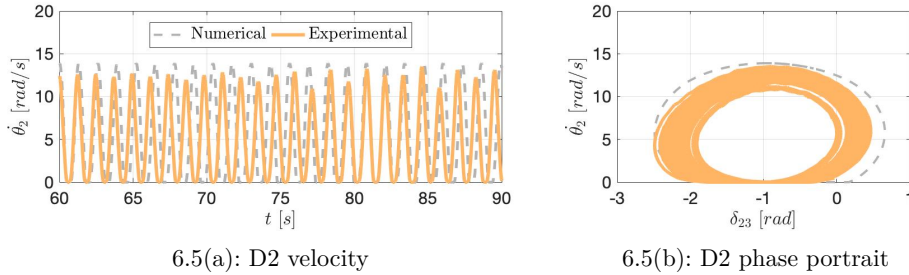 20
15
10
5
0
θ̇₂ [rad/s]
Numerical
Experimental
60 65 70 75 80 85 90
t [s]
6.5(a): D2 velocity
20
15
10
5
0
θ̇₂ [rad/s]
-3 -2 -1 0 1
δ₂₃ [rad]
6.5(b): D2 phase portrait